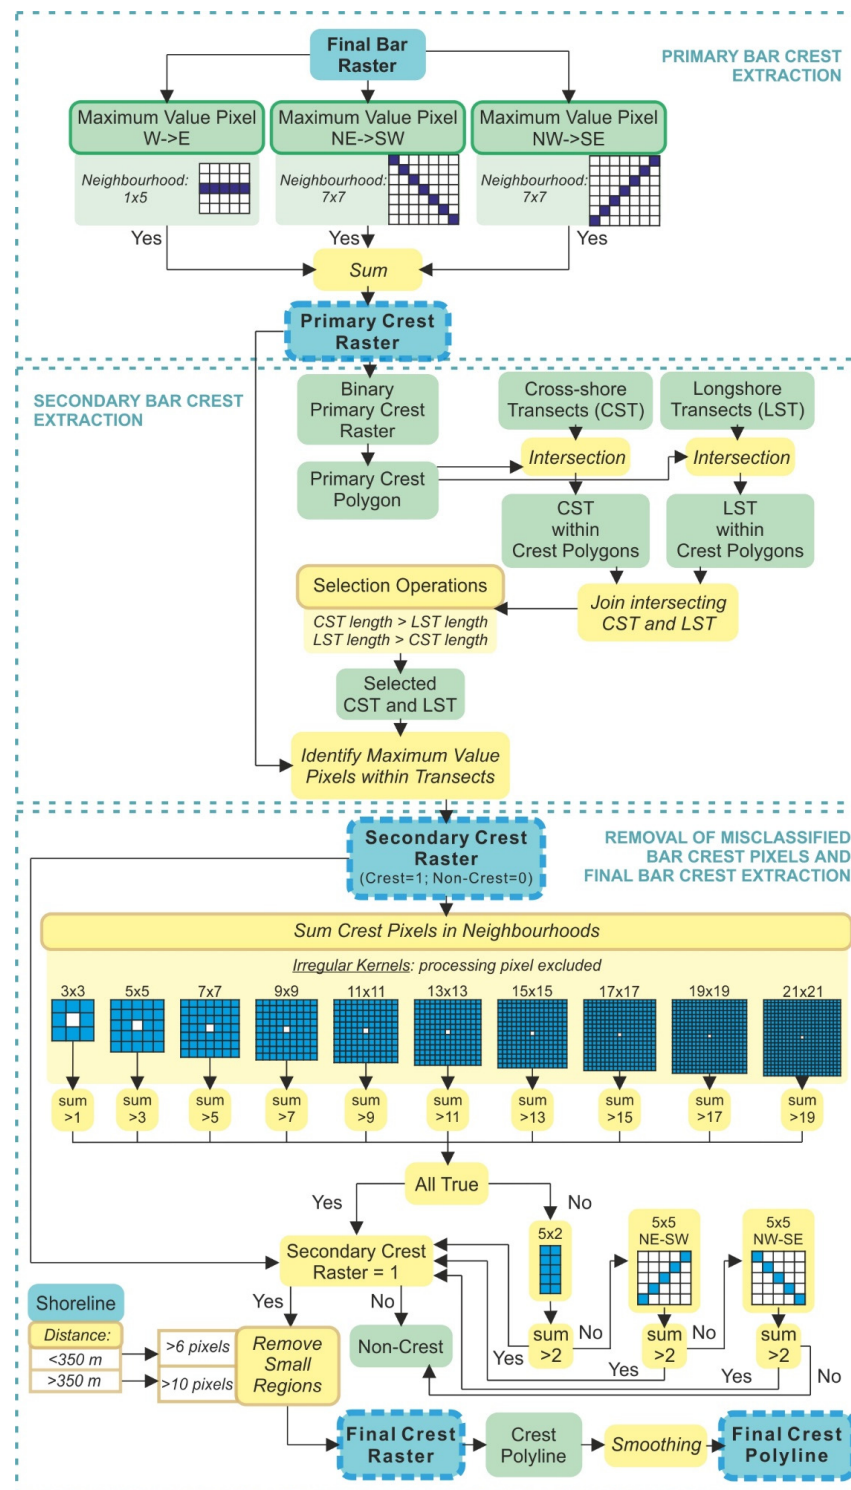 Final Bar
Raster
PRIMARY BAR CREST
EXTRACTION
Maximum Value Pixel
W->E
Maximum Value Pixel
NE->SW
Maximum Value Pixel
NW->SE
Neighbourhood:
1x5
Neighbourhood:
7x7
Neighbourhood:
7x7
Yes
Yes
Yes
Sum
Primary Crest
Raster
SECONDARY BAR CREST
EXTRACTION
Binary
Primary Crest
Raster
Cross-shore
Transects (CST)
Longshore
Transects (LST)
Intersection
Intersection
Primary Crest
Polygon
CST
within
Crest Polygons
LST
within
Crest Polygons
Selection Operations
CST length > LST length
LST length > CST length
Join intersecting
CST and LST
Selected
CST and LST
Identify Maximum Value
Pixels within Transects
Secondary Crest
Raster
(Crest=1; Non-Crest=0)
REMOVAL OF MISCLASSIFIED
BAR CREST PIXELS AND
FINAL BAR CREST EXTRACTION
Sum Crest Pixels in Neighbourhoods
Irregular Kernels: processing pixel excluded
3x3
5x5
7x7
9x9
11x11
13x13
15x15
17x17
19x19
21x21
sum
>1
sum
>3
sum
>5
sum
>7
sum
>9
sum
>11
sum
>13
sum
>15
sum
>17
sum
>19
All True
Yes
No
Secondary Crest
Raster = 1
5x2
5x5
NE-SW
5x5
NW-SE
Yes
No
sum
>2
No
sum
>2
No
sum
>2
Yes
Yes
Yes
No
Shoreline
Distance:
<350 m
>350 m
>6 pixels
>10 pixels
Remove
Small
Regions
Non-Crest
Final Crest
Raster
Crest
Polyline
Smoothing
Final Crest
Polyline